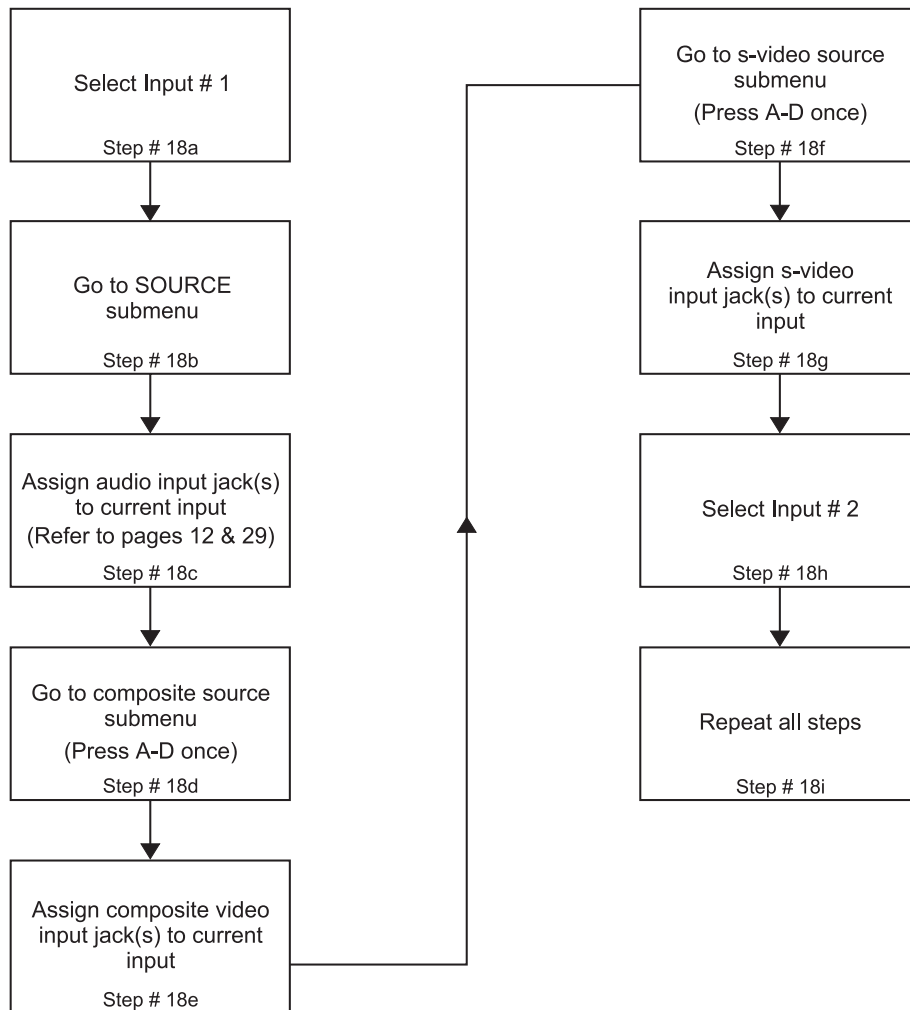 Select Input # 1
Step # 18a
Go to SOURCE
submenu
Step # 18b
Assign audio input jack(s)
to current input
(Refer to pages 12 & 29)
Step # 18c
Go to composite source
submenu
(Press A-D once)
Step # 18d
Assign composite video
input jack(s) to current
input
Step # 18e
Go to s-video source
submenu
(Press A-D once)
Step # 18f
Assign s-video
input jack(s) to current
input
Step # 18g
Select Input # 2
Step # 18h
Repeat all steps
Step # 18i